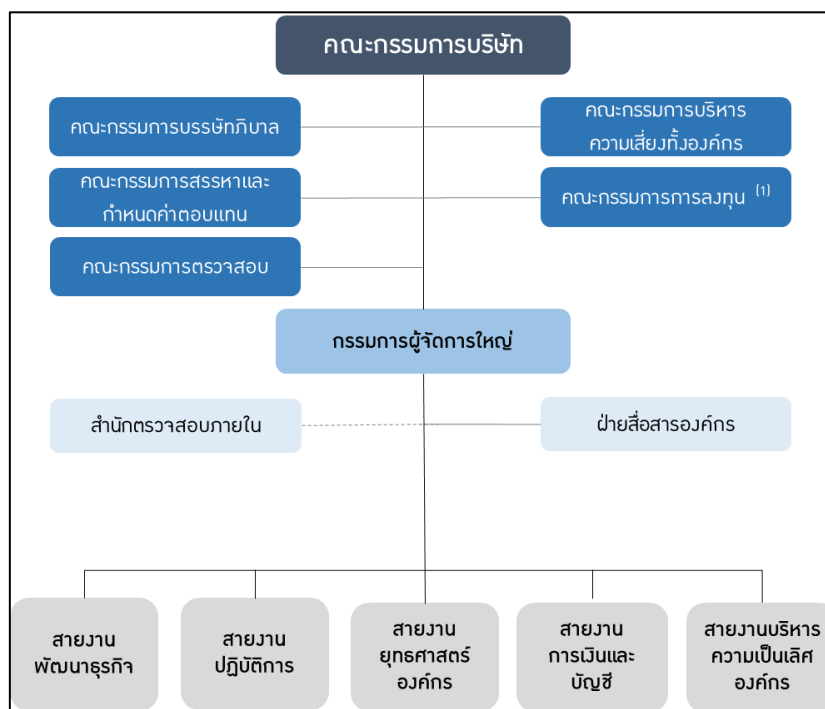 คณะกรรมการบริษัท
คณะกรรมการบรรษัทภิบาล
คณะกรรมการบริหาร
ความเสี่ยงทั้งองค์กร
คณะกรรมการสรรหาและ
กำหนดค่าตอบแทน
คณะกรรมการการลงทุน (1)
คณะกรรมการตรวจสอบ
กรรมการผู้จัดการใหญ่
สำนักตรวจสอบภายใน
ฝ่ายสื่อสารองค์กร
สายงาน
พัฒนาธุรกิจ
สายงาน
ปฏิบัติการ
สายงาน
ยุทธศาสตร์
องค์กร
สายงาน
การเงินและ
บัญชี
สายงานบริหาร
ความเป็นเลิศ
องค์กร